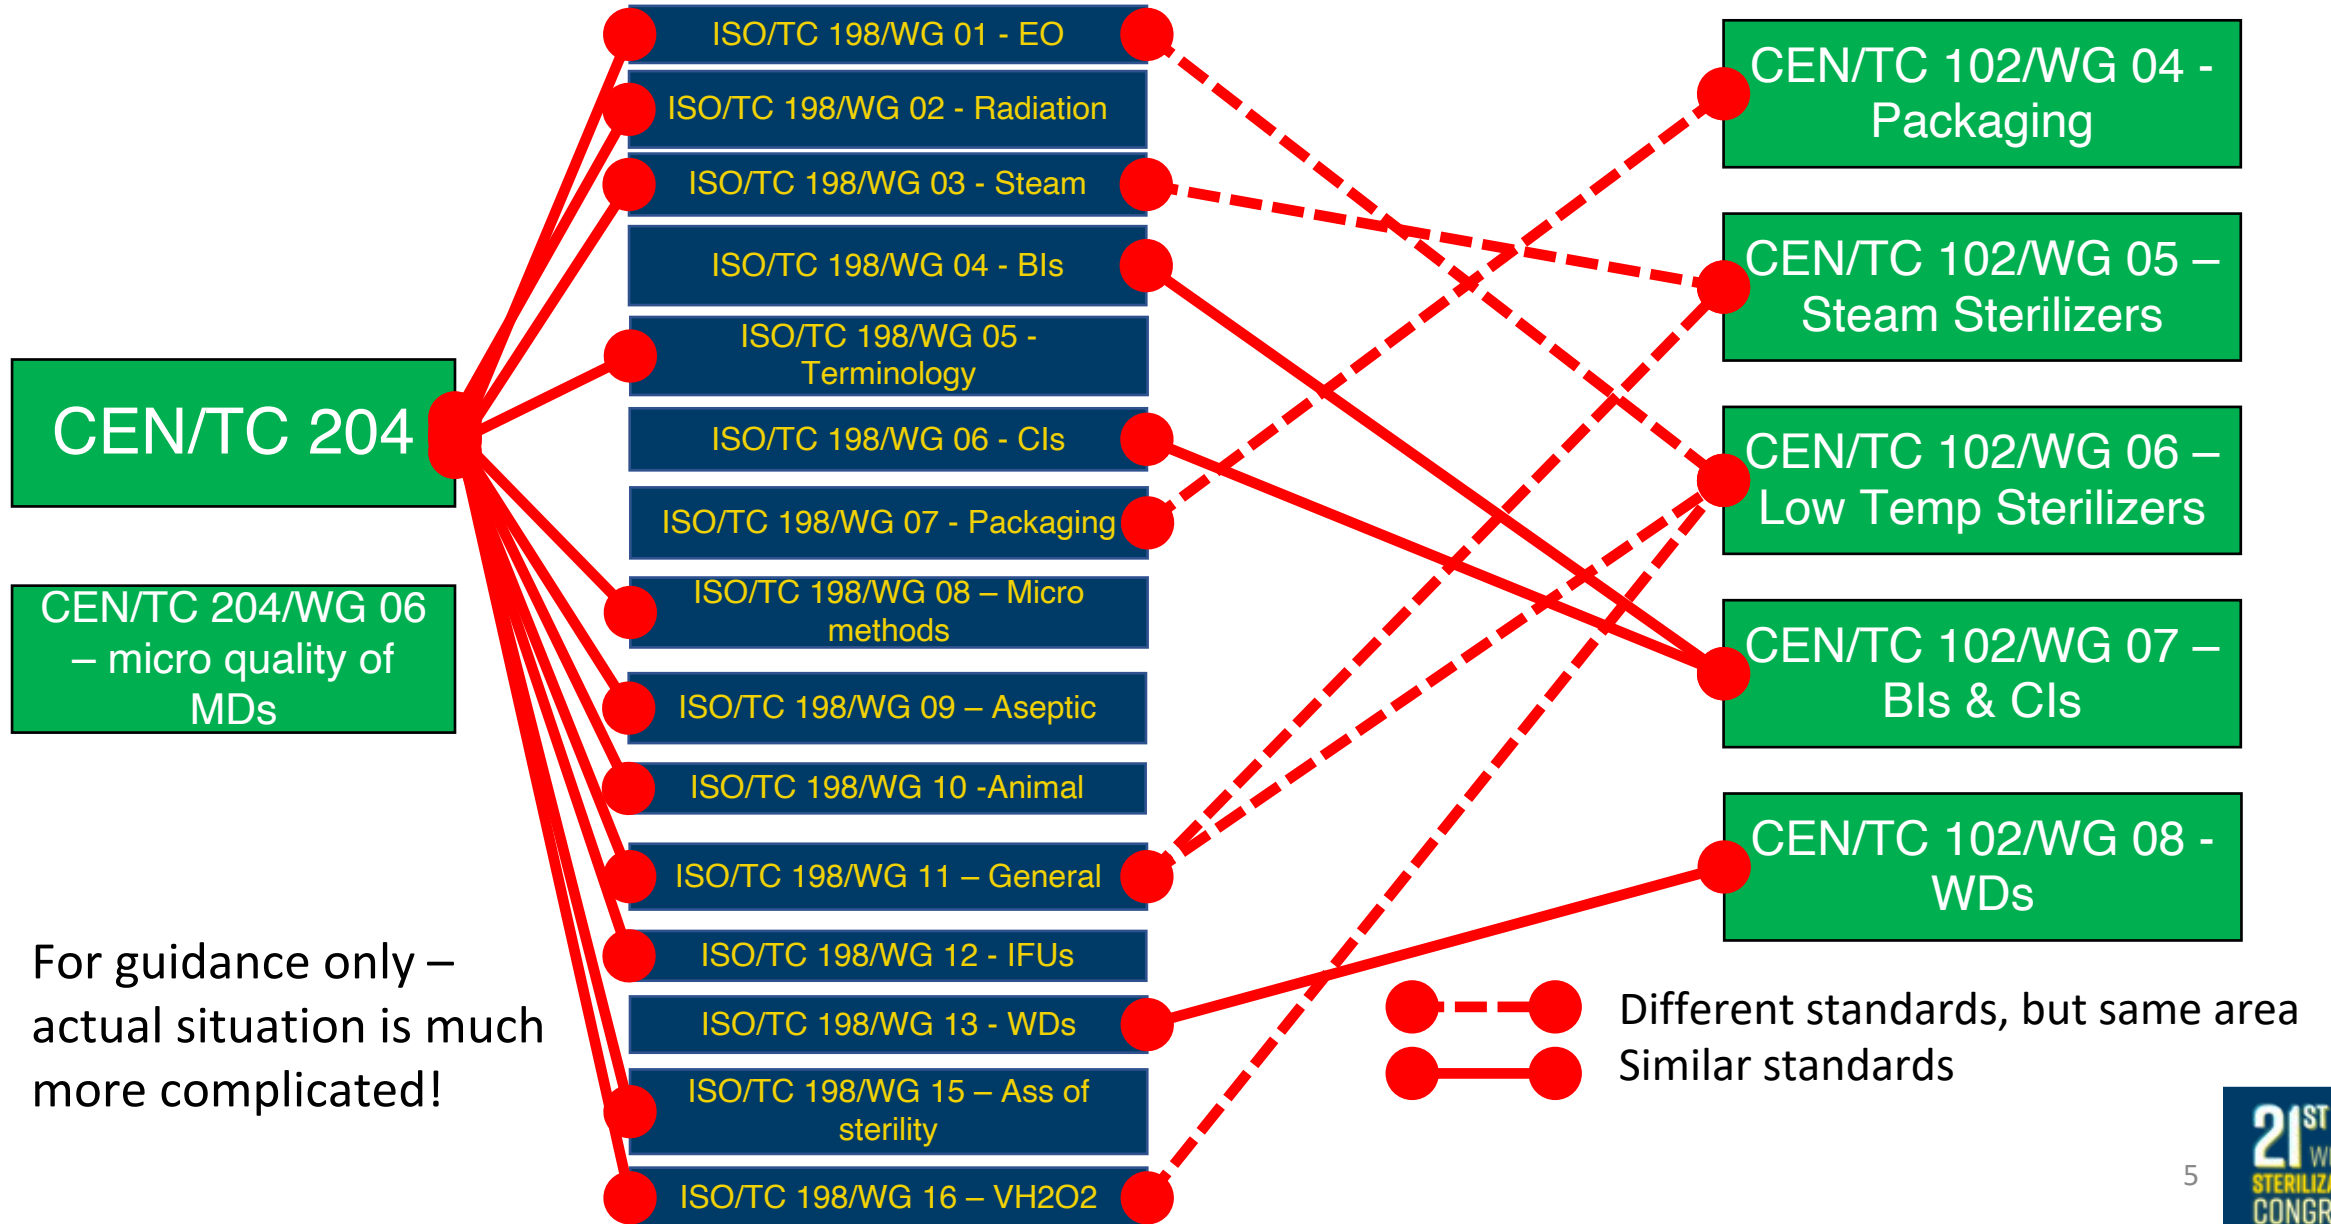 CEN/TC 204
CEN/TC 204/WG 06
– micro quality of
MDs
For guidance only –
actual situation is much
more complicated!
ISO/TC 198/WG 01 - EO
ISO/TC 198/WG 02 - Radiation
ISO/TC 198/WG 03 - Steam
ISO/TC 198/WG 04 - BIs
ISO/TC 198/WG 05 -
Terminology
ISO/TC 198/WG 06 - CIs
ISO/TC 198/WG 07 - Packaging
ISO/TC 198/WG 08 – Micro
methods
ISO/TC 198/WG 09 – Aseptic
ISO/TC 198/WG 10 -Animal
ISO/TC 198/WG 11 – General
ISO/TC 198/WG 12 - IFUs
ISO/TC 198/WG 13 - WDs
ISO/TC 198/WG 15 – Ass of
sterility
ISO/TC 198/WG 16 – VH2O2
CEN/TC 102/WG 04 -
Packaging
CEN/TC 102/WG 05 –
Steam Sterilizers
CEN/TC 102/WG 06 –
Low Temp Sterilizers
CEN/TC 102/WG 07 –
BIs & CIs
CEN/TC 102/WG 08 -
WDs
Different standards, but same area
Similar standards
5
21ST